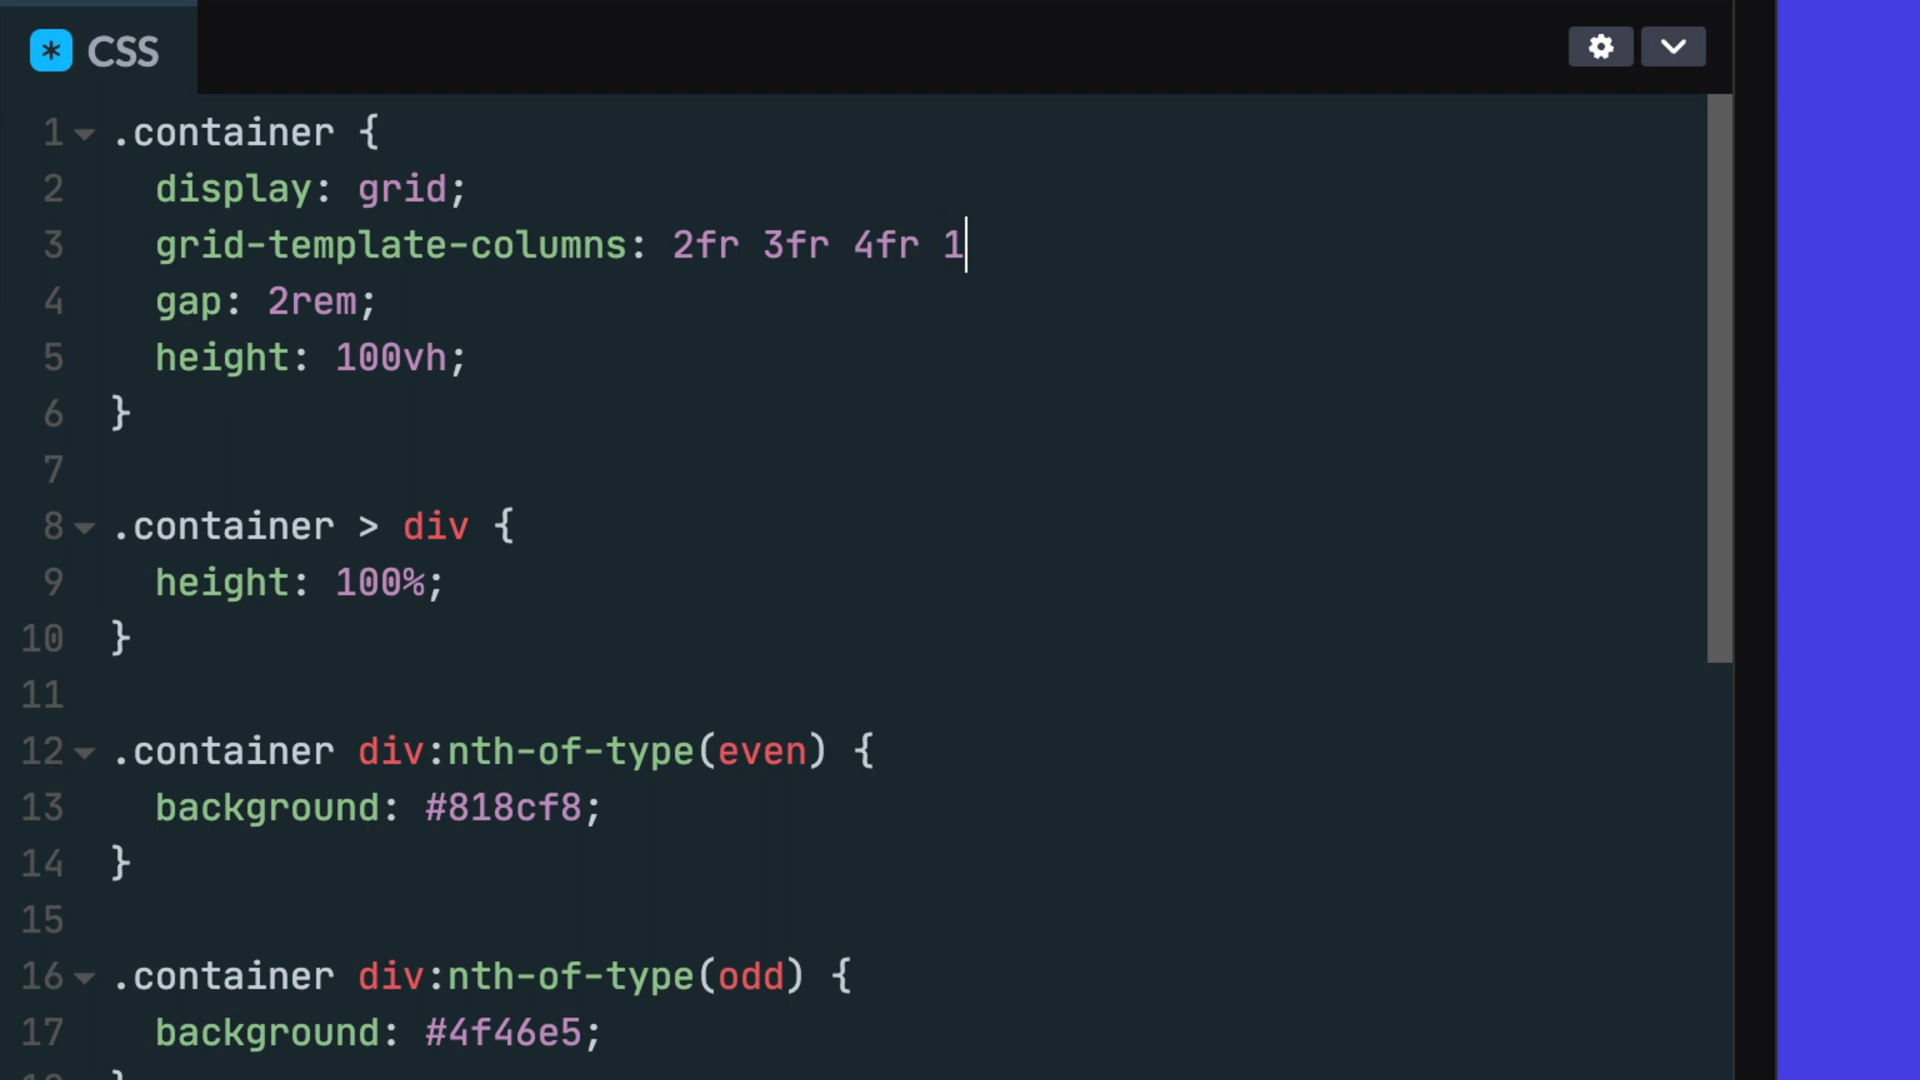 * CSS
1 .container {
2 display: grid;
3 grid-template-columns: 2fr 3fr 4fr 1
4 gap: 2rem;
5 height: 100vh;
6 }
7
8 .container > div {
9 height: 100%;
10 }
11
12 .container div:nth-of-type(even) {
13 background: #818cf8;
14 }
15
16 .container div:nth-of-type(odd) {
17 background: #4f46e5;